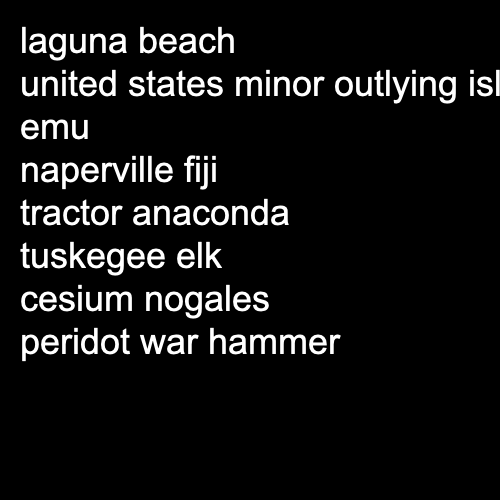 laguna beach
united states minor outlying isl
emu
naperville fiji
tractor anaconda
tuskegee elk
cesium nogales
peridot war hammer